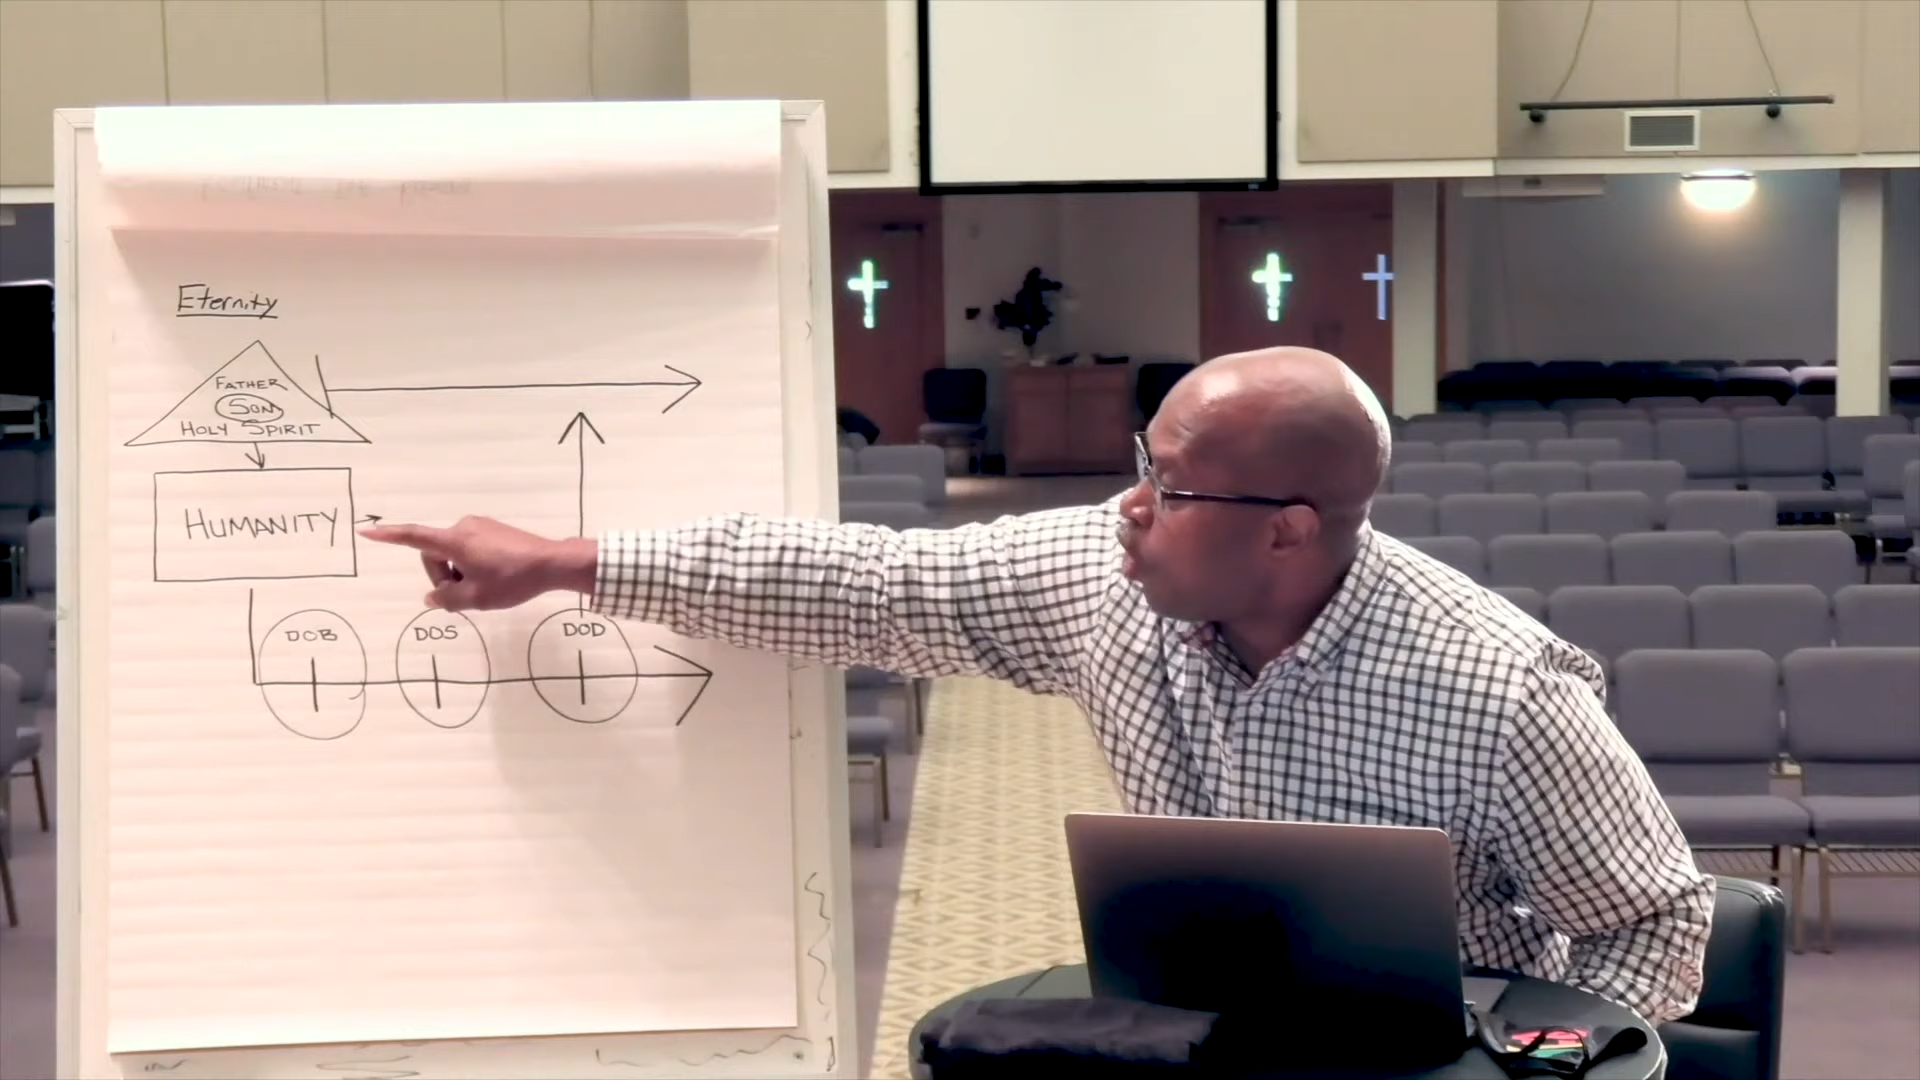 Eternity
FATHER
SON
HOLY SPIRIT
HUMANITY
DOB DOS DOD